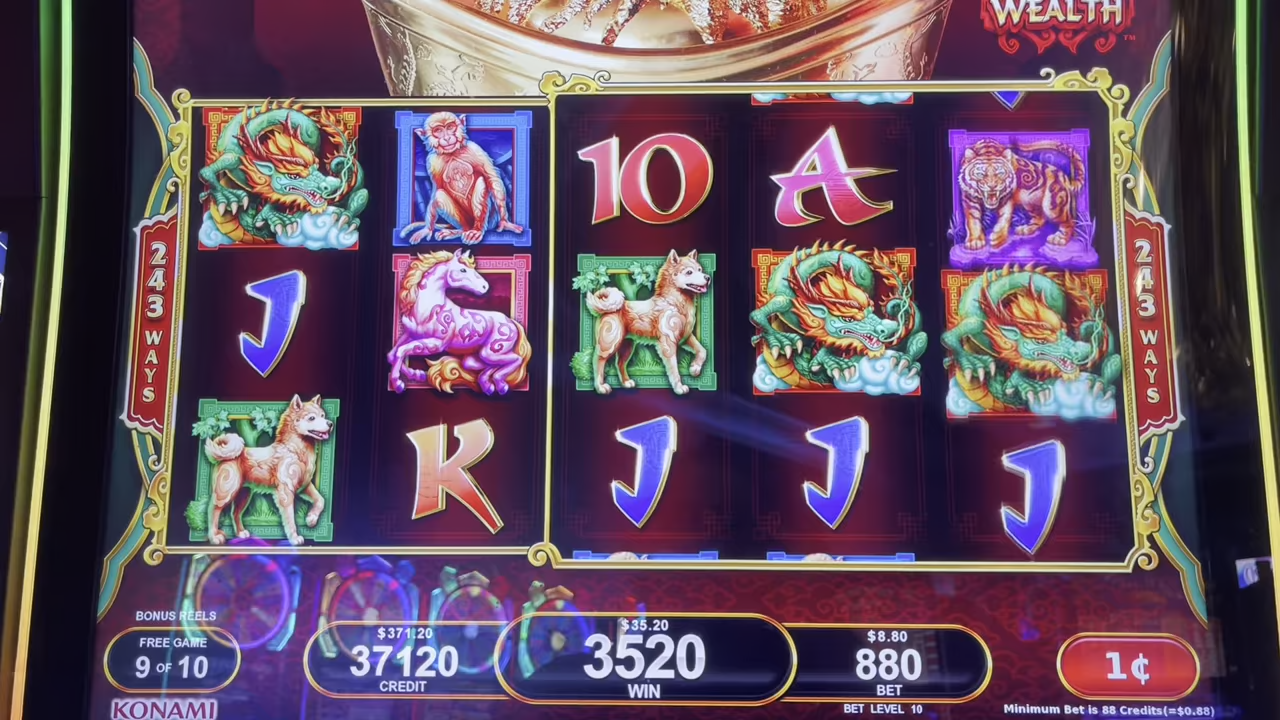 WEALTH™
10
A
J
K
J
J
J
243 WAYS
243 WAYS
BONUS REELS
FREE GAME
9 OF 10
$371.20
37120
CREDIT
$35.20
3520
WIN
$8.80
880
BET
BET LEVEL 10
1¢
Minimum Bet is 88 Credits(=$0.88)
KONAMI